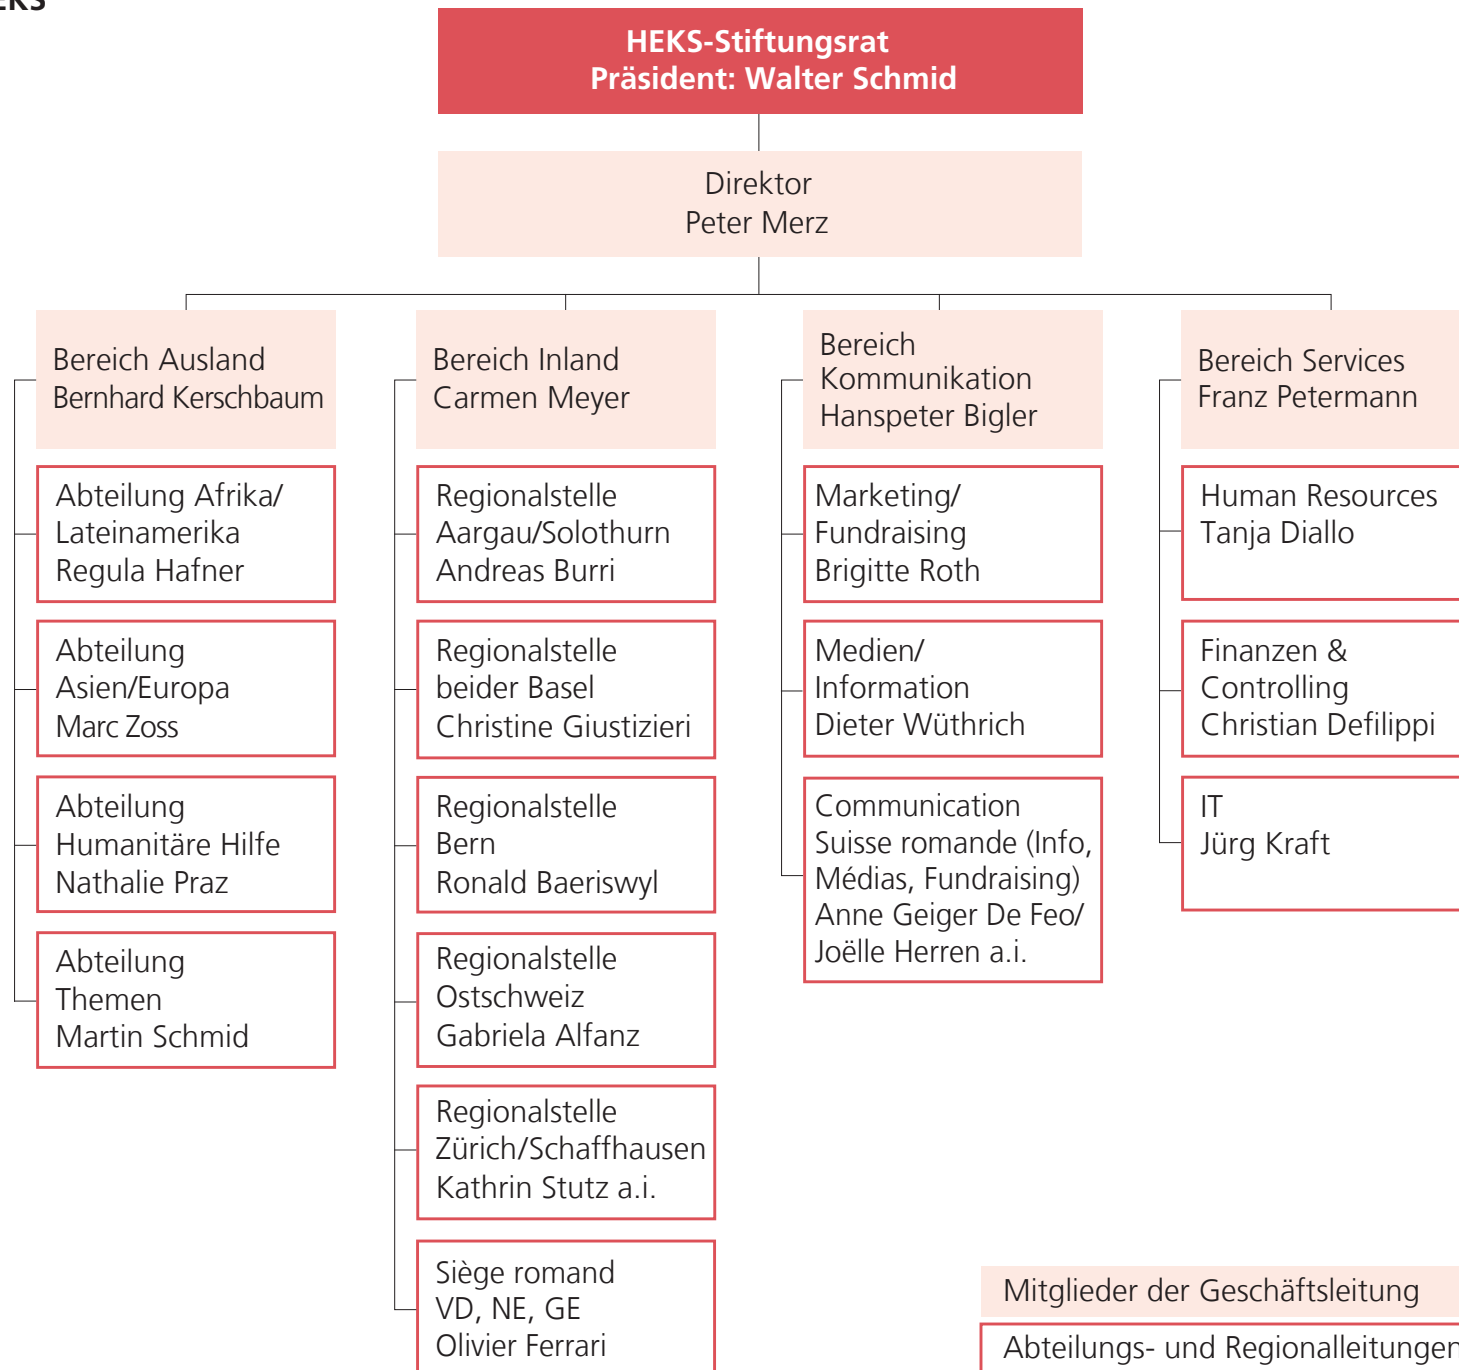 HEKS-Stiftungsrat
Präsident: Walter Schmid
Direktor
Peter Merz
Bereich Ausland
Bernhard Kerschbaum
Abteilung Afrika/
Lateinamerika
Regula Hafner
Abteilung
Asien/Europa
Marc Zoss
Abteilung
Humanitäre Hilfe
Nathalie Praz
Abteilung
Themen
Martin Schmid
Bereich Inland
Carmen Meyer
Regionalstelle
Aargau/Solothurn
Andreas Burri
Regionalstelle
beider Basel
Christine Giustizieri
Regionalstelle
Bern
Ronald Baeriswyl
Regionalstelle
Ostschweiz
Gabriela Alfanz
Regionalstelle
Zürich/Schaffhausen
Kathrin Stutz a.i.
Siège romand
VD, NE, GE
Olivier Ferrari
Bereich
Kommunikation
Hanspeter Bigler
Marketing/
Fundraising
Brigitte Roth
Medien/
Information
Dieter Wüthrich
Communication
Suisse romande (Info,
Médias, Fundraising)
Anne Geiger De Feo/
Joëlle Herren a.i.
Bereich Services
Franz Petermann
Human Resources
Tanja Diallo
Finanzen &
Controlling
Christian Defilippi
IT
Jürg Kraft
Mitglieder der Geschäftsleitung
Abteilungs- und Regionalleitungen